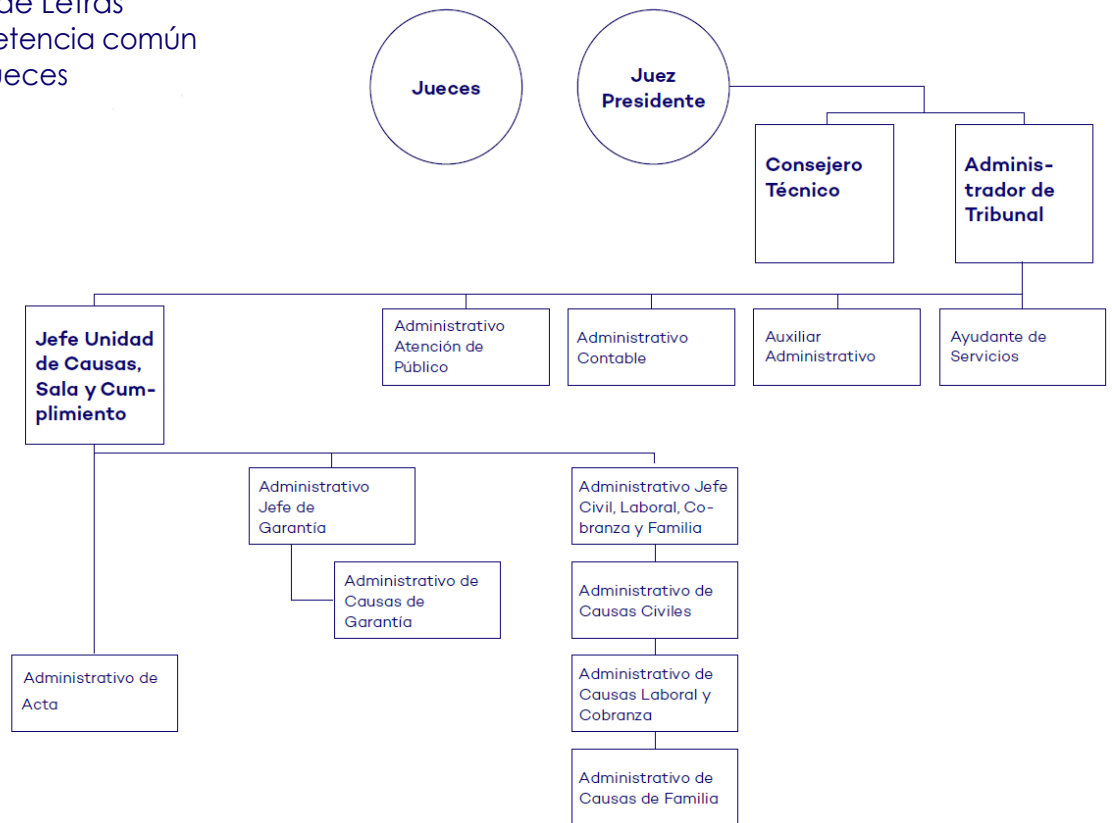 de Letras
etencia común
ueces
Jueces
Juez
Presidente
Consejero
Técnico
Adminis-
trador de
Tribunal
Jefe Unidad
de Causas,
Sala y Cum-
plimiento
Administrativo
Atención de
Público
Administrativo
Contable
Auxiliar
Administrativo
Ayudante de
Servicios
Administrativo
Jefe de
Garantía
Administrativo de
Causas de
Garantía
Administrativo Jefe
Civil, Laboral, Co-
branza y Familia
Administrativo de
Causas Civiles
Administrativo de
Causas Laboral y
Cobranza
Administrativo de
Causas de Familia
Administrativo de
Acta